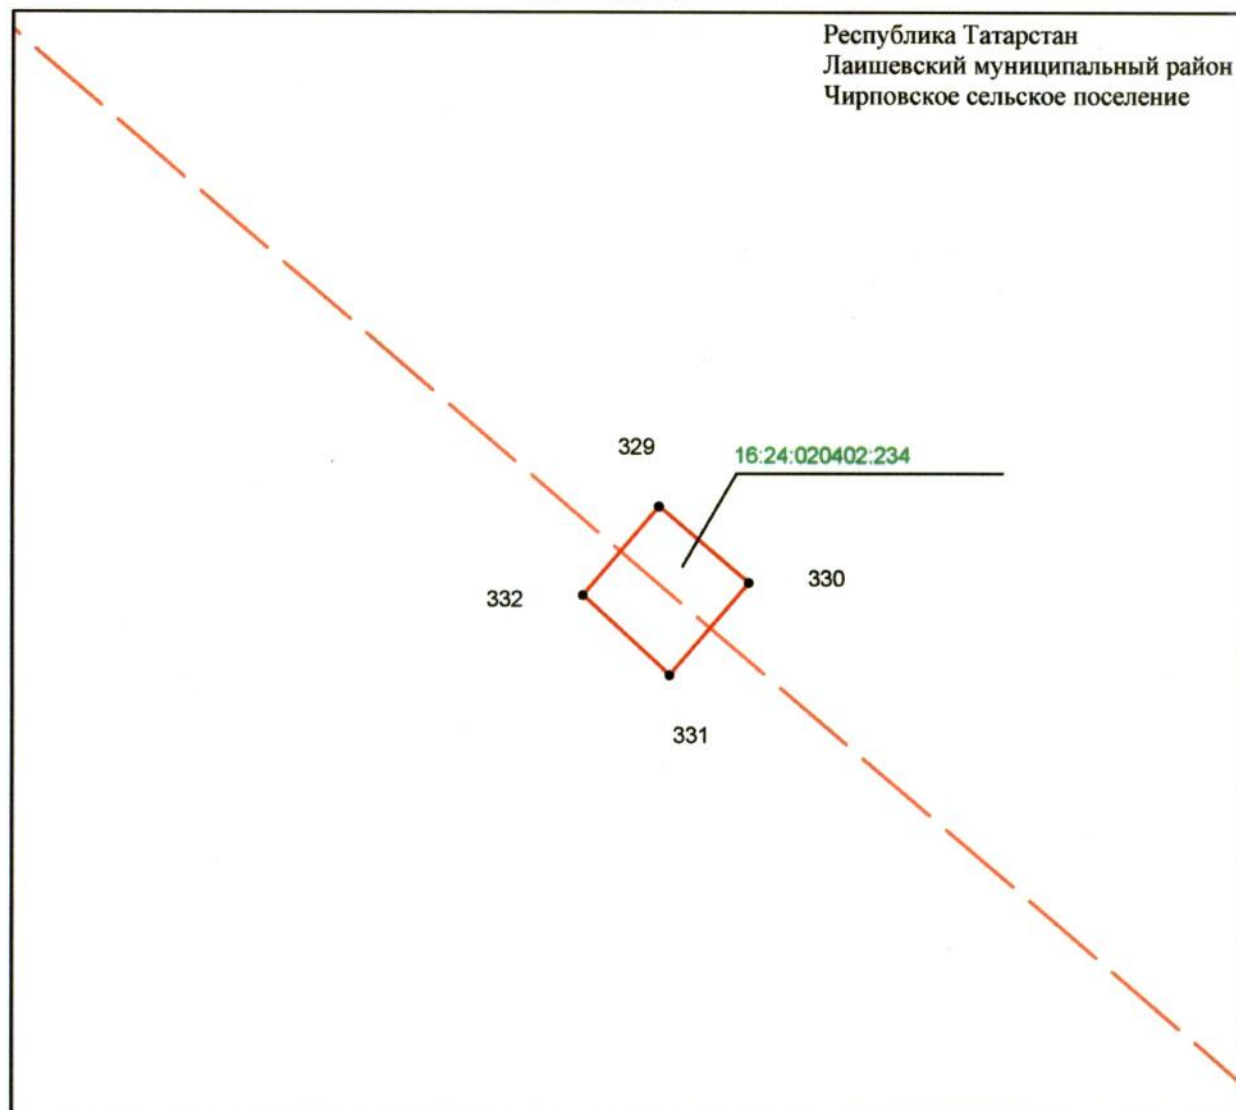 Республика Татарстан
Лаишевский муниципальный район
Чирповское сельское поселение
329
16:24:020402:234
330
332
331